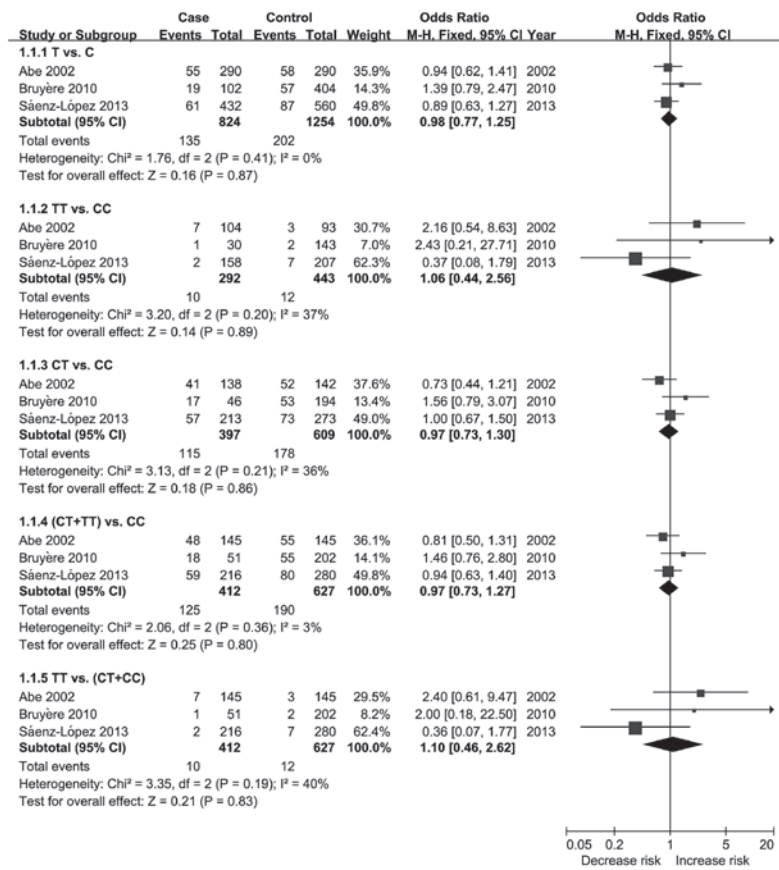 Case Control Odds Ratio Odds Ratio
Study or Subgroup Events Total Events Total Weight M-H. Fixed. 95% CI Year M-H. Fixed. 95% CI
1.1.1 T vs. C
Abe 2002 55 290 58 290 35.9% 0.94 [0.62, 1.41] 2002
Bruyère 2010 19 102 57 404 14.3% 1.39 [0.79, 2.47] 2010
Sáenz-López 2013 61 432 87 560 49.8% 0.89 [0.63, 1.27] 2013
Subtotal (95% CI) 824 1254 100.0% 0.98 [0.77, 1.25]
Total events 135 202
Heterogeneity: Chi² = 1.76, df = 2 (P = 0.41); I² = 0%
Test for overall effect: Z = 0.16 (P = 0.87)
1.1.2 TT vs. CC
Abe 2002 7 104 3 93 30.7% 2.16 [0.54, 8.63] 2002
Bruyère 2010 1 30 2 143 7.0% 2.43 [0.21, 27.71] 2010
Sáenz-López 2013 2 158 7 207 62.3% 0.37 [0.08, 1.79] 2013
Subtotal (95% CI) 292 443 100.0% 1.06 [0.44, 2.56]
Total events 10 12
Heterogeneity: Chi² = 3.20, df = 2 (P = 0.20); I² = 37%
Test for overall effect: Z = 0.14 (P = 0.89)
1.1.3 CT vs. CC
Abe 2002 41 138 52 142 37.6% 0.73 [0.44, 1.21] 2002
Bruyère 2010 17 46 53 194 13.4% 1.56 [0.79, 3.07] 2010
Sáenz-López 2013 57 213 73 273 49.0% 1.00 [0.67, 1.50] 2013
Subtotal (95% CI) 397 609 100.0% 0.97 [0.73, 1.30]
Total events 115 178
Heterogeneity: Chi² = 3.13, df = 2 (P = 0.21); I² = 36%
Test for overall effect: Z = 0.18 (P = 0.86)
1.1.4 (CT+TT) vs. CC
Abe 2002 48 145 55 145 36.1% 0.81 [0.50, 1.31] 2002
Bruyère 2010 18 51 55 202 14.1% 1.46 [0.76, 2.80] 2010
Sáenz-López 2013 59 216 80 280 49.8% 0.94 [0.63, 1.40] 2013
Subtotal (95% CI) 412 627 100.0% 0.97 [0.73, 1.27]
Total events 125 190
Heterogeneity: Chi² = 2.06, df = 2 (P = 0.36); I² = 3%
Test for overall effect: Z = 0.25 (P = 0.80)
1.1.5 TT vs. (CT+CC)
Abe 2002 7 145 3 145 29.5% 2.40 [0.61, 9.47] 2002
Bruyère 2010 1 51 2 202 8.2% 2.00 [0.18, 22.50] 2010
Sáenz-López 2013 2 216 7 280 62.4% 0.36 [0.07, 1.77] 2013
Subtotal (95% CI) 412 627 100.0% 1.10 [0.46, 2.62]
Total events 10 12
Heterogeneity: Chi² = 3.35, df = 2 (P = 0.19); I² = 40%
Test for overall effect: Z = 0.21 (P = 0.83)
0.05 0.2 1 5 20
Decrease risk Increase risk